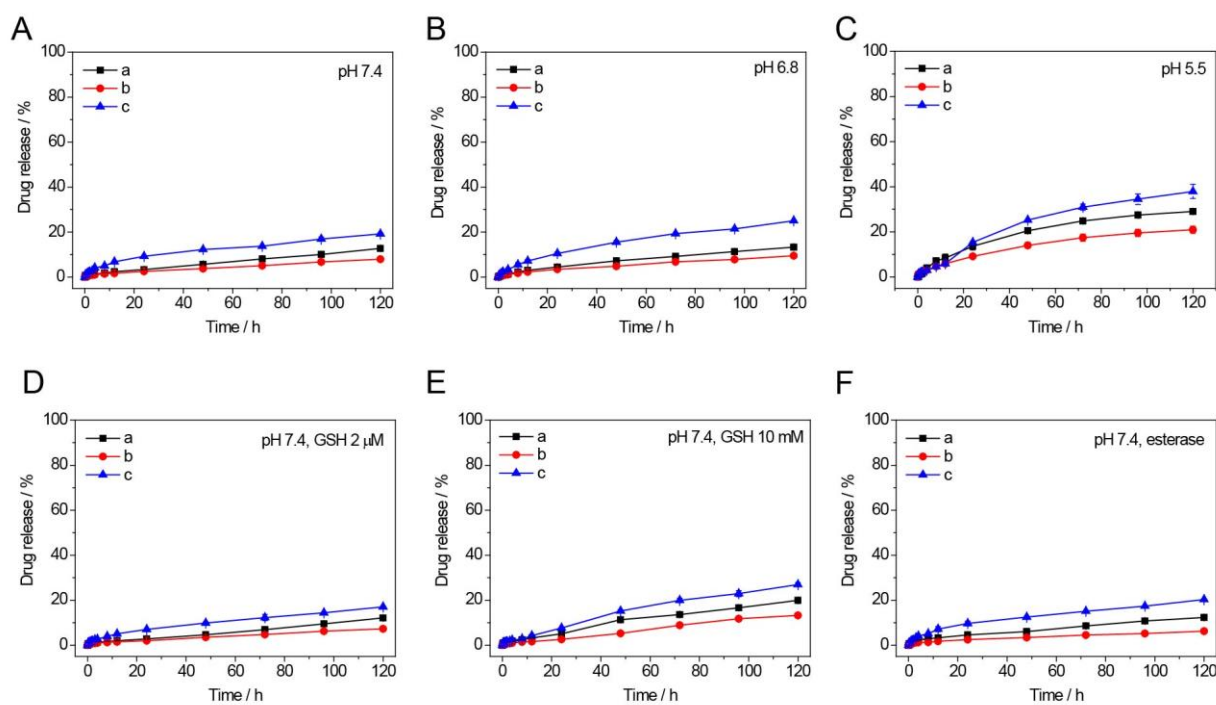 A
100
80
60
40
20
0
Drug release / %
a
b
c
pH 7.4
0 20 40 60 80 100 120
Time / h
B
100
80
60
40
20
0
Drug release / %
a
b
c
pH 6.8
0 20 40 60 80 100 120
Time / h
C
100
80
60
40
20
0
Drug release / %
a
b
c
pH 5.5
0 20 40 60 80 100 120
Time / h
D
100
80
60
40
20
0
Drug release / %
a
b
c
pH 7.4, GSH 2 μM
0 20 40 60 80 100 120
Time / h
E
100
80
60
40
20
0
Drug release / %
a
b
c
pH 7.4, GSH 10 mM
0 20 40 60 80 100 120
Time / h
F
100
80
60
40
20
0
Drug release / %
a
b
c
pH 7.4, esterase
0 20 40 60 80 100 120
Time / h